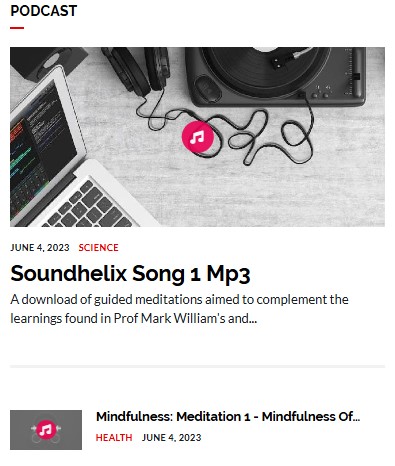 PODCAST
JUNE 4, 2023 SCIENCE
Soundhelix Song 1 Mp3
A download of guided meditations aimed to complement the
learnings found in Prof Mark William's and...
Mindfulness: Meditation 1 - Mindfulness Of...
HEALTH JUNE 4, 2023